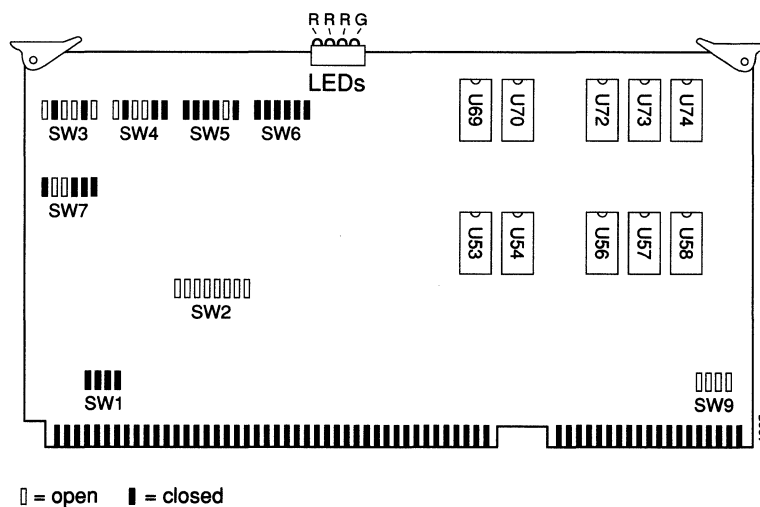 R R R G
LEDs
SW3 SW4 SW5 SW6
U69 U70 U72 U73 U74
SW7
U53 U54 U56 U57 U58
SW2
SW1
SW9
= open = closed